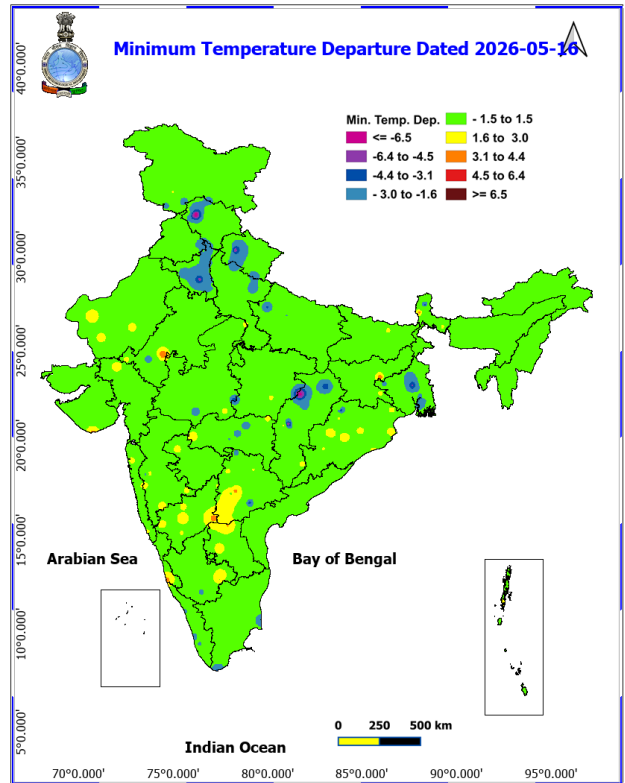 Minimum Temperature Departure Dated 2026-05-16
Min. Temp. Dep.
<= -6.5
-6.4 to -4.5
-4.4 to -3.1
- 3.0 to -1.6
- 1.5 to 1.5
1.6 to 3.0
3.1 to 4.4
4.5 to 6.4
>= 6.5
40°0.000'
35°0.000'
30°0.000'
25°0.000'
20°0.000'
15°0.000'
10°0.000'
5°0.000'
Arabian Sea
Bay of Bengal
Indian Ocean
0 250 500 km
70°0.000' 75°0.000' 80°0.000' 85°0.000' 90°0.000' 95°0.000'